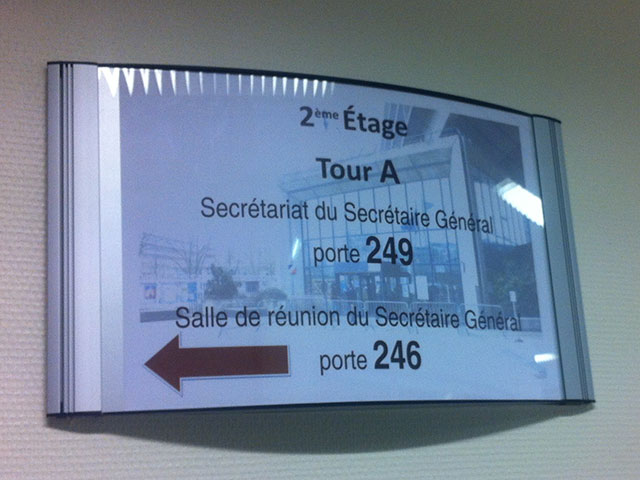 2ème Étage
Tour A
Secrétariat du Secrétaire Général
porte 249
Salle de réunion du Secrétaire Général
porte 246